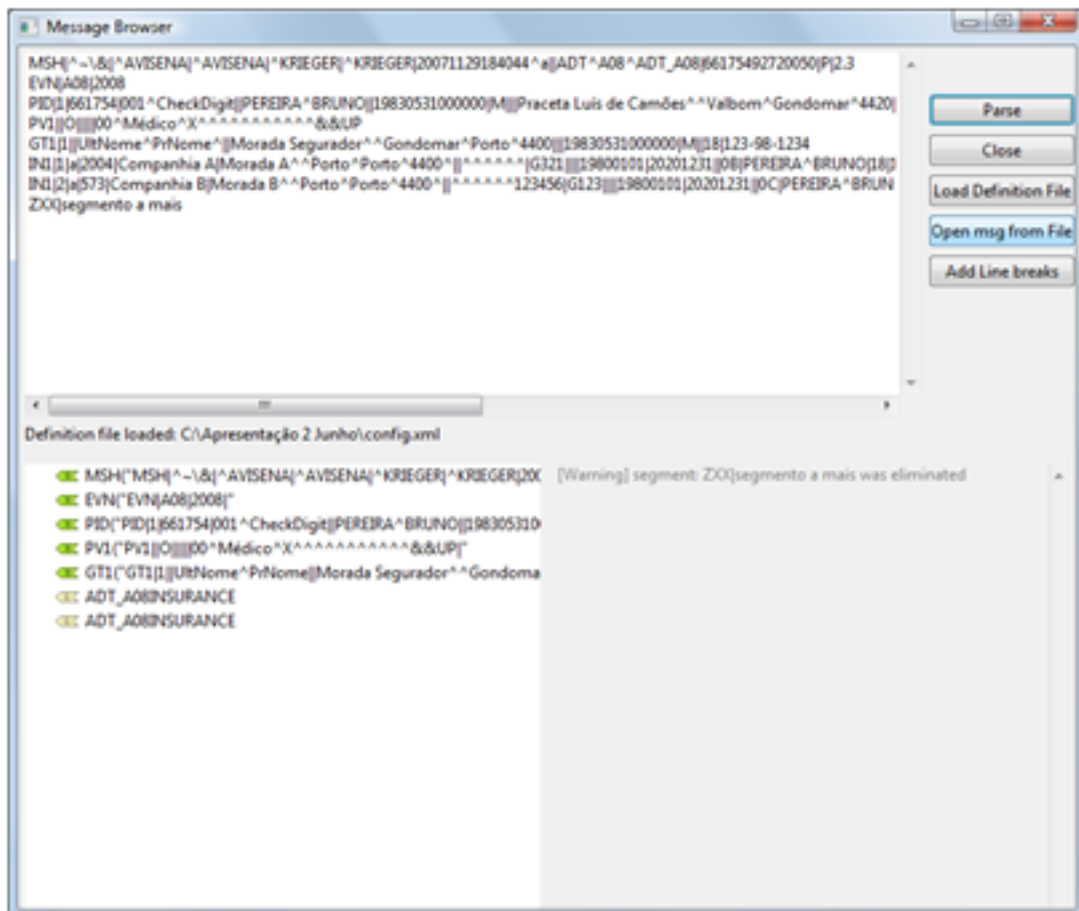 Message Browser
MSH|^~\&|^AVISENA|^AVISENA|^KRIEGER|^KRIEGER|20071129184044^a||ADT^A08^ADT_A08|66175492720050|P|2.3
EVN|A08|2008
PID|1|661754|001^CheckDigit||PEREIRA^BRUNO||19830531000000|M|||Praceta Luís de Camões^^Valbom^Gondomar^4420|
PV1||O|||||00^Médico^X^^^^^^^^^^^^&&UP
GT1|1||UltNome^PrNome^||Morada Segurador^^Gondomar^Porto^4400||||19830531000000|M||18|123-98-1234
IN1|1|a|2004|Companhia A|Morada A^^Porto^Porto^4400^||^^^^^^|G321|||||19800101|20201231||0B|PEREIRA^BRUNO|18|
IN1|2|a|573|Companhia B|Morada B^^Porto^Porto^4400^||^^^^^^123456|G123|||||19800101|20201231||0C|PEREIRA^BRUN
ZXX|segmento a mais
Parse
Close
Load Definition File
Open msg from File
Add Line breaks
Definition file loaded: C:\Apresentação 2 Junho\config.xml
MSH("MSH|^~\&|^AVISENA|^AVISENA|^KRIEGER|^KRIEGER|200
EVN("EVN|A08|2008|"
PID("PID|1|661754|001^CheckDigit||PEREIRA^BRUNO||1983053100
PV1("PV1||O|||||00^Médico^X^^^^^^^^^^^^&&UP|"
GT1("GT1|1||UltNome^PrNome||Morada Segurador^^Gondoma
ADT_A08INSURANCE
ADT_A08INSURANCE
[Warning] segment: ZXX|segmento a mais was eliminated